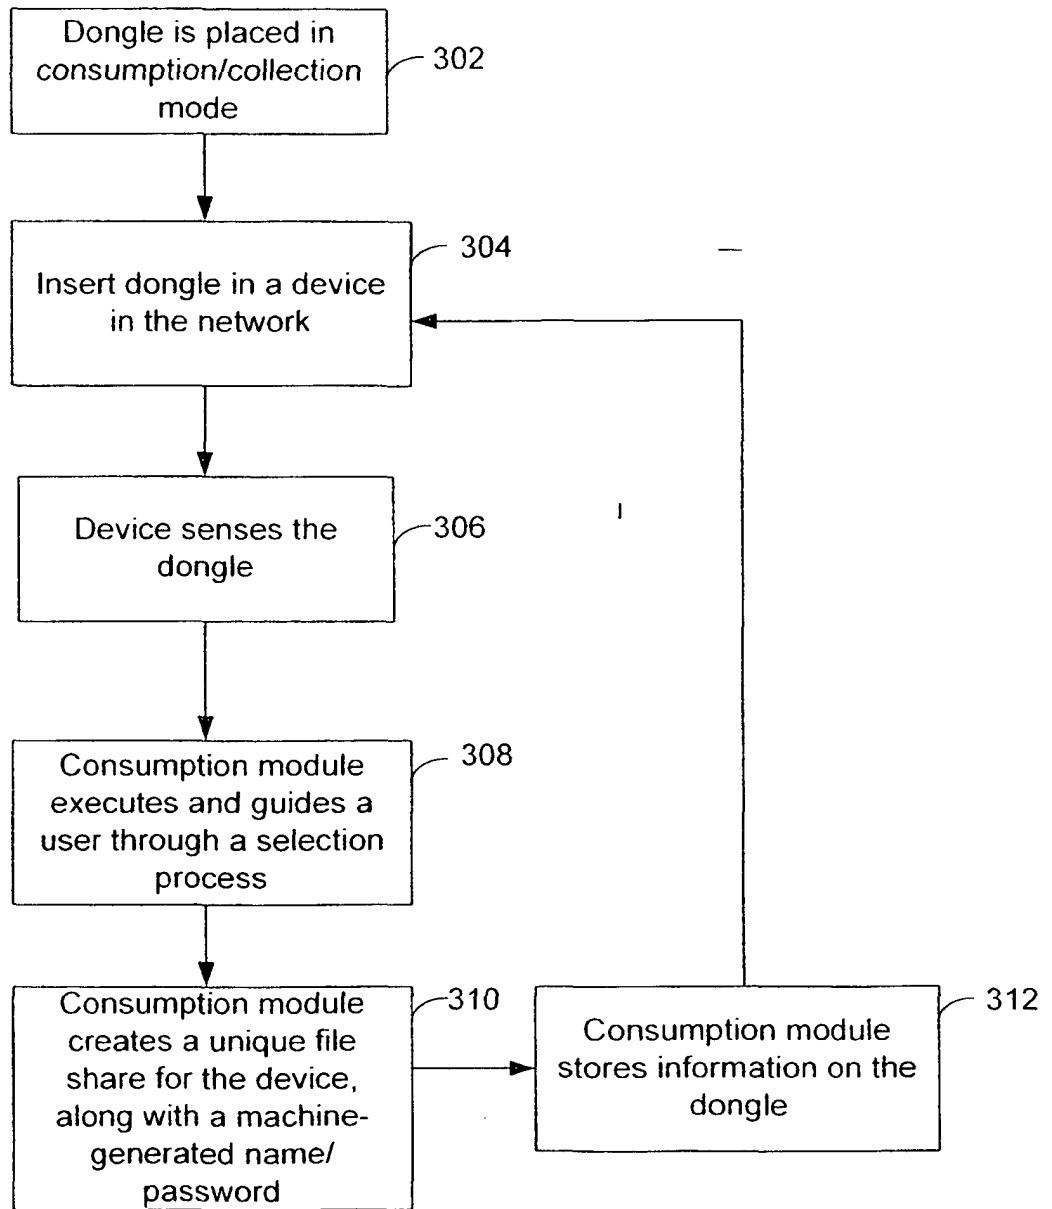 Dongle is placed in
consumption/collection
mode
302
Insert dongle in a device
in the network
304
Device senses the
dongle
306
Consumption module
executes and guides a
user through a selection
process
308
Consumption module
creates a unique file
share for the device,
along with a machine-
generated name/
password
310
Consumption module
stores information on the
dongle
312